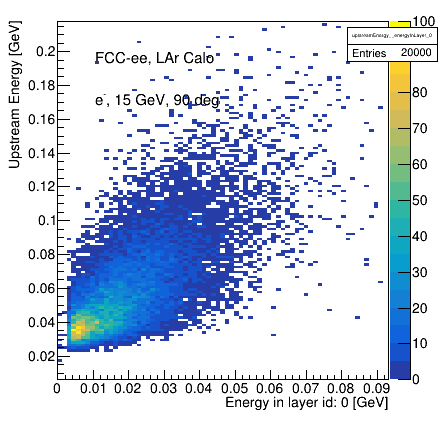 upstreamEnergy_energyInLayer_0
Entries 20000
FCC-ee, LAr Calo
e-, 15 GeV, 90 deg
Upstream Energy [GeV]
0.2
0.18
0.16
0.14
0.12
0.1
0.08
0.06
0.04
0.02
0 0.01 0.02 0.03 0.04 0.05 0.06 0.07 0.08 0.09
Energy in layer id: 0 [GeV]
100
80
70
60
50
40
30
20
10
0